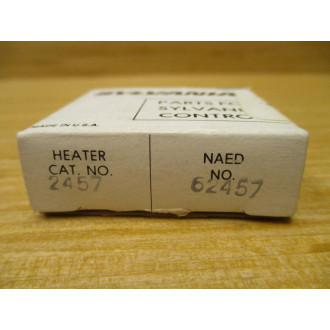 SYLVANIA
PARTS FO
SYLVANI
CONTRO
MADE IN U.S.A.
HEATER
CAT. NO.
2457
NAED
NO.
62457